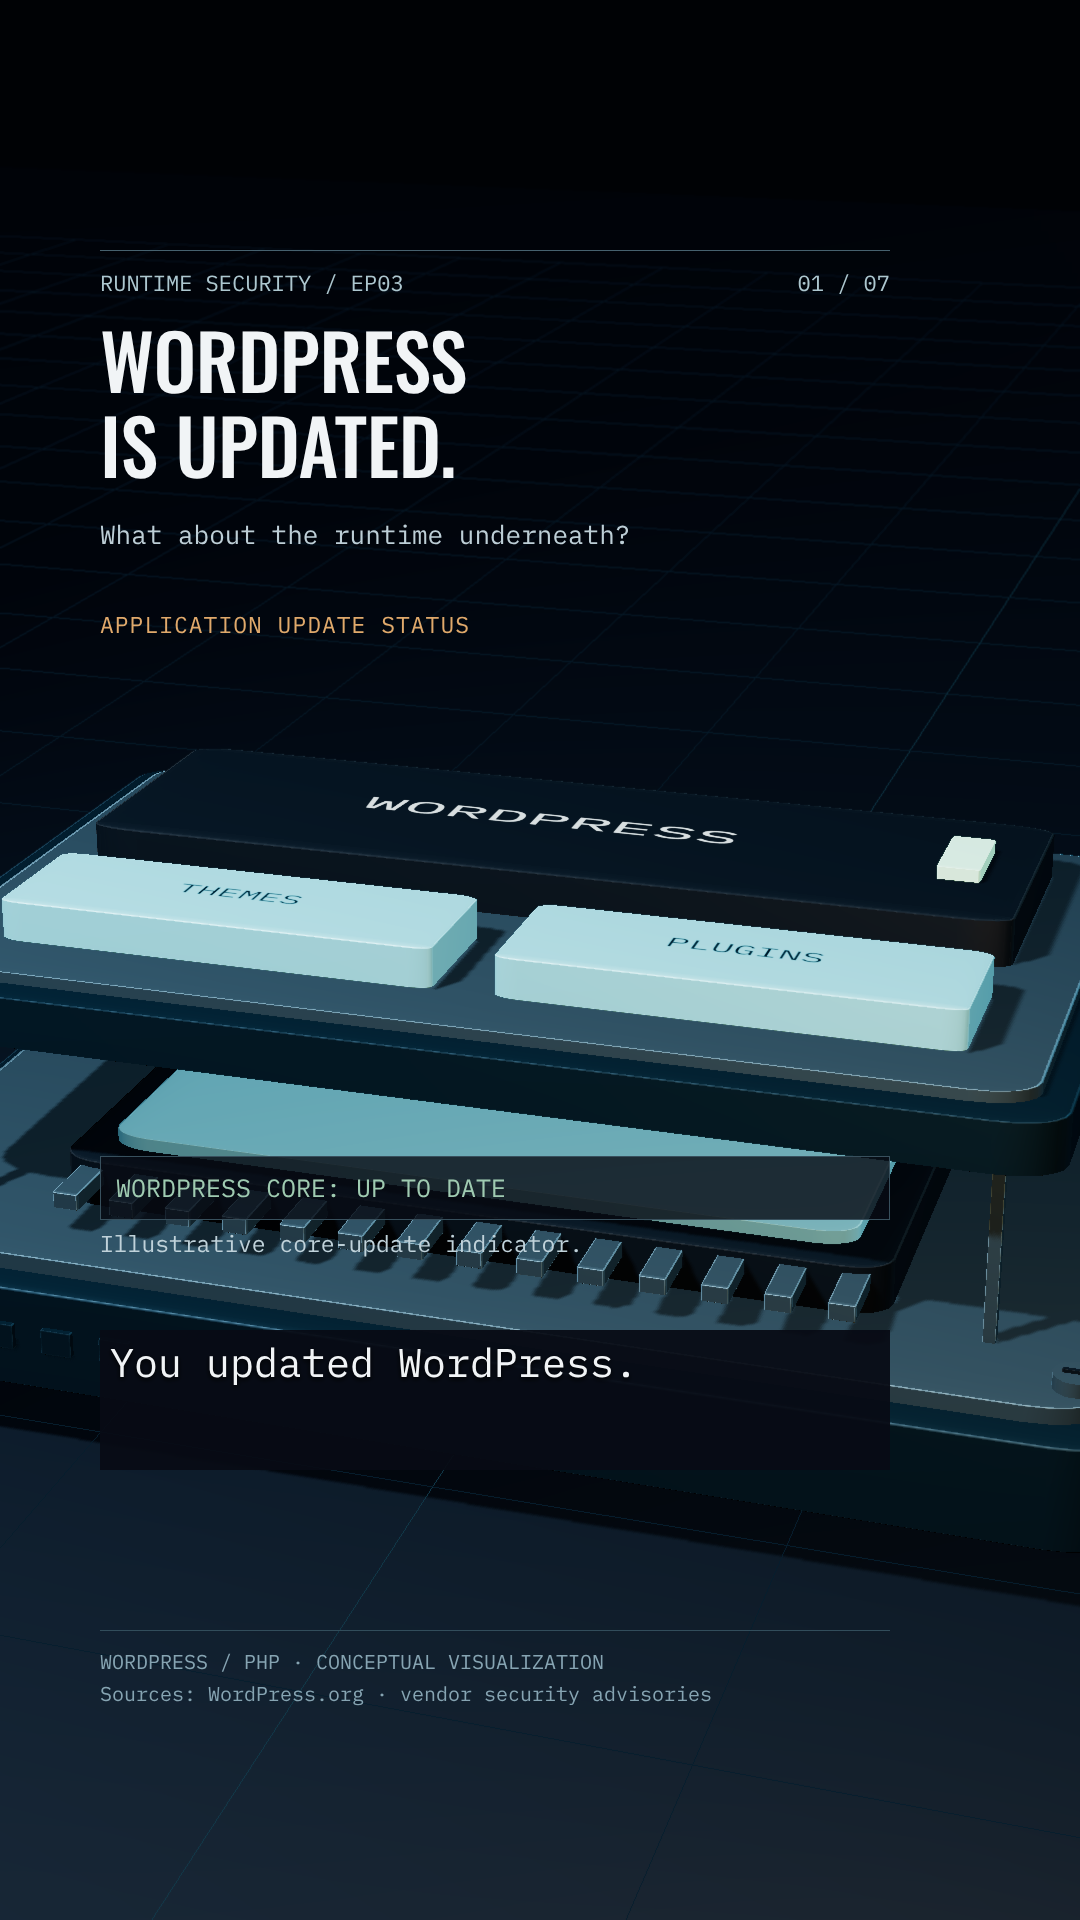 RUNTIME SECURITY / EP03
01 / 07
WORDPRESS
IS UPDATED.
What about the runtime underneath?
APPLICATION UPDATE STATUS
WORDPRESS
THEMES
PLUGINS
WORDPRESS CORE: UP TO DATE
Illustrative core-update indicator.
You updated WordPress.
WORDPRESS / PHP · CONCEPTUAL VISUALIZATION
Sources: WordPress.org · vendor security advisories